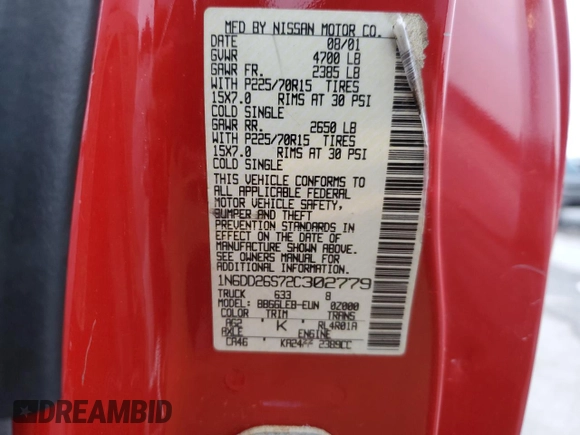 MFD BY NISSAN MOTOR CO.
DATE 08/01
GVWR 4700 LB
GAWR FR. 2385 LB
WITH P225/70R15 TIRES
15X7.0 RIMS AT 30 PSI
COLD SINGLE
GAWR RR. 2650 LB
WITH P225/70R15 TIRES
15X7.0 RIMS AT 30 PSI
COLD SINGLE
THIS VEHICLE CONFORMS TO
ALL APPLICABLE FEDERAL
MOTOR VEHICLE SAFETY,
BUMPER AND THEFT
PREVENTION STANDARDS IN
EFFECT ON THE DATE OF
MANUFACTURE SHOWN ABOVE.
SEE OWNERS MANUAL FOR
ADDITIONAL INFORMATION
1N6DD26S72C302779
TRUCK 633 8
MODEL: BBGGLEB-EUN 0Z000
COLOR TRIM TRANS
A62 K RL4R01A
AXLE ENGINE
CA46 KA24 2389CC
DREAMBID